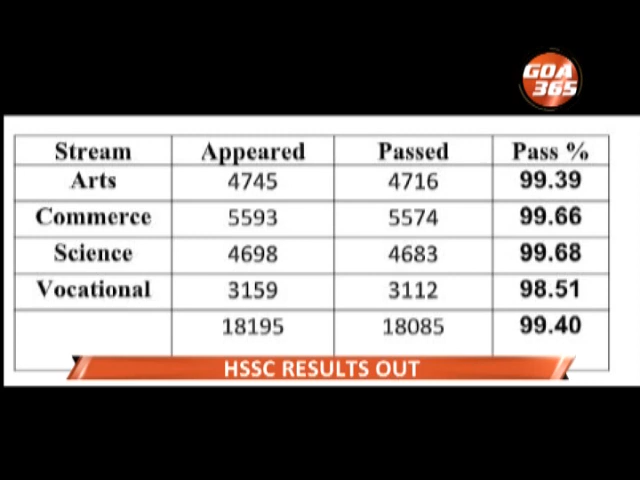 GOA
365
Stream Appeared Passed Pass %
Arts 4745 4716 99.39
Commerce 5593 5574 99.66
Science 4698 4683 99.68
Vocational 3159 3112 98.51
18195 18085 99.40
HSSC RESULTS OUT